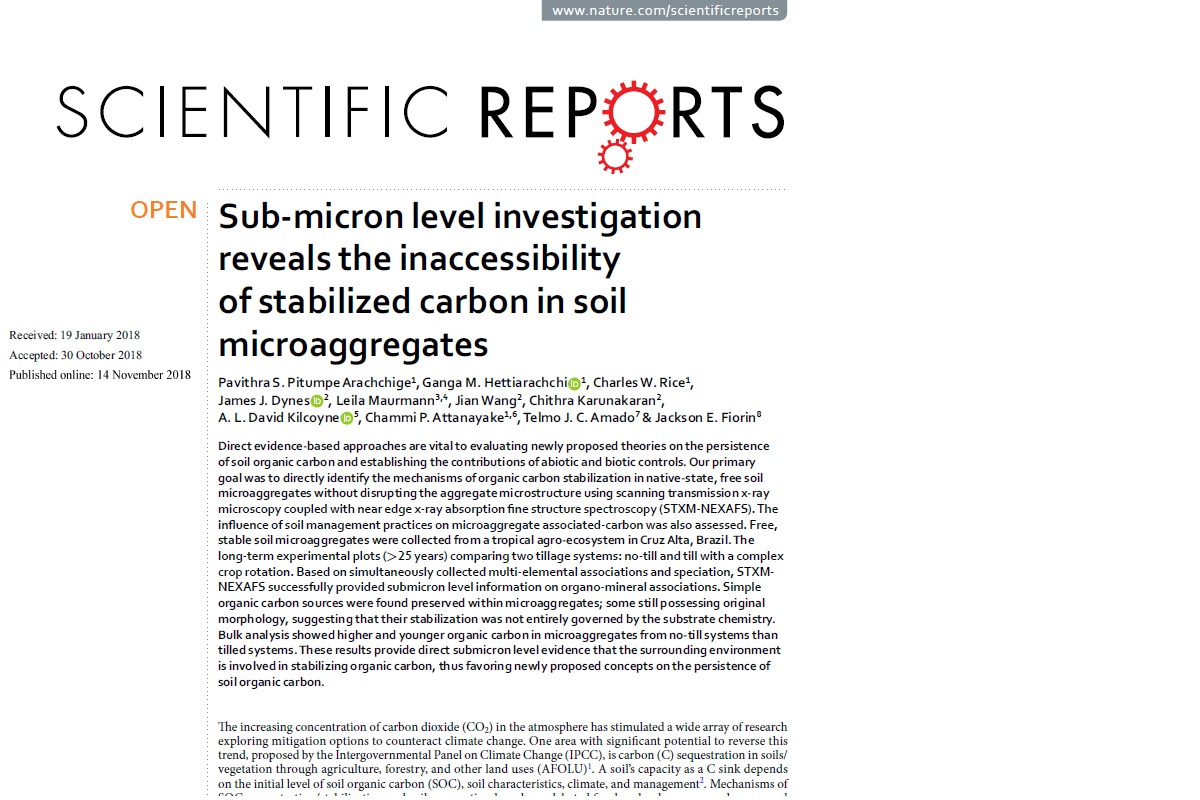 www.nature.com/scientificreports
SCIENTIFIC REPORTS
OPEN
Sub-micron level investigation
reveals the inaccessibility
of stabilized carbon in soil
microaggregates
Received: 19 January 2018
Accepted: 30 October 2018
Published online: 14 November 2018
Pavithra S. Pitumpe Arachchige¹, Ganga M. Hettiarachchi iD¹, Charles W. Rice¹,
James J. Dynes iD², Leila Maurmann³,⁴, Jian Wang², Chithra Karunakaran²,
A. L. David Kilcoyne iD⁵, Chammi P. Attanayake¹,⁶, Telmo J. C. Amado⁷ & Jackson E. Fiorin⁸
Direct evidence-based approaches are vital to evaluating newly proposed theories on the persistence
of soil organic carbon and establishing the contributions of abiotic and biotic controls. Our primary
goal was to directly identify the mechanisms of organic carbon stabilization in native-state, free soil
microaggregates without disrupting the aggregate microstructure using scanning transmission x-ray
microscopy coupled with near edge x-ray absorption fine structure spectroscopy (STXM-NEXAFS). The
influence of soil management practices on microaggregate associated-carbon was also assessed. Free,
stable soil microaggregates were collected from a tropical agro-ecosystem in Cruz Alta, Brazil. The
long-term experimental plots (>25 years) comparing two tillage systems: no-till and till with a complex
crop rotation. Based on simultaneously collected multi-elemental associations and speciation, STXM-
NEXAFS successfully provided submicron level information on organo-mineral associations. Simple
organic carbon sources were found preserved within microaggregates; some still possessing original
morphology, suggesting that their stabilization was not entirely governed by the substrate chemistry.
Bulk analysis showed higher and younger organic carbon in microaggregates from no-till systems than
tilled systems. These results provide direct submicron level evidence that the surrounding environment
is involved in stabilizing organic carbon, thus favoring newly proposed concepts on the persistence of
soil organic carbon.
The increasing concentration of carbon dioxide (CO₂) in the atmosphere has stimulated a wide array of research
exploring mitigation options to counteract climate change. One area with significant potential to reverse this
trend, proposed by the Intergovernmental Panel on Climate Change (IPCC), is carbon (C) sequestration in soils/
vegetation through agriculture, forestry, and other land uses (AFOLU)¹. A soil's capacity as a C sink depends
on the initial level of soil organic carbon (SOC), soil characteristics, climate, and management². Mechanisms of